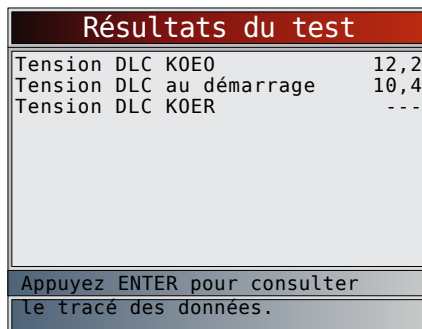 Résultats du test
Tension DLC KOEO 12,2
Tension DLC au démarrage 10,4
Tension DLC KOER ---
Appuyez ENTER pour consulter
le tracé des données.